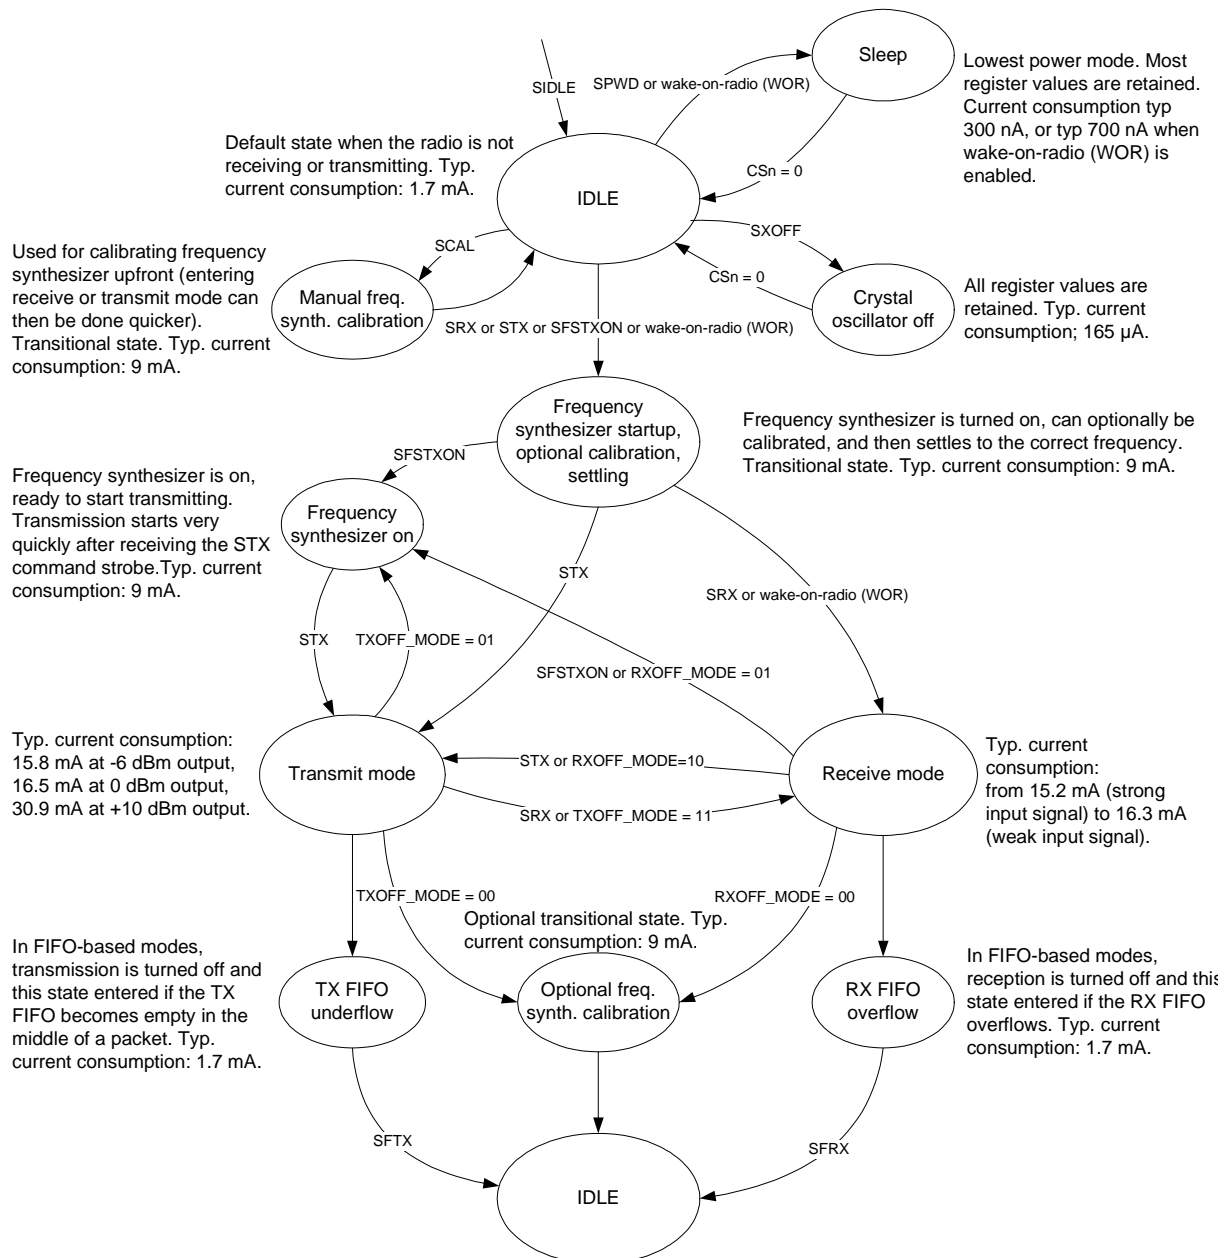 Sleep
Lowest power mode. Most
register values are retained.
Current consumption typ
300 nA, or typ 700 nA when
wake-on-radio (WOR) is
enabled.
SIDLE
SPWD or wake-on-radio (WOR)
Default state when the radio is not
receiving or transmitting. Typ.
current consumption: 1.7 mA.
CSn = 0
IDLE
SXOFF
SCAL
CSn = 0
Used for calibrating frequency
synthesizer upfront (entering
receive or transmit mode can
then be done quicker).
Transitional state. Typ. current
consumption: 9 mA.
Manual freq.
synth. calibration
Crystal
oscillator off
All register values are
retained. Typ. current
consumption; 165 µA.
SRX or STX or SFSTXON or wake-on-radio (WOR)
Frequency
synthesizer startup,
optional calibration,
settling
Frequency synthesizer is turned on, can optionally be
calibrated, and then settles to the correct frequency.
Transitional state. Typ. current consumption: 9 mA.
SFSTXON
Frequency synthesizer is on,
ready to start transmitting.
Transmission starts very
quickly after receiving the STX
command strobe.Typ. current
consumption: 9 mA.
Frequency
synthesizer on
STX
SRX or wake-on-radio (WOR)
STX
TXOFF_MODE = 01
SFSTXON or RXOFF_MODE = 01
Typ. current consumption:
15.8 mA at -6 dBm output,
16.5 mA at 0 dBm output,
30.9 mA at +10 dBm output.
Transmit mode
STX or RXOFF_MODE=10
Receive mode
SRX or TXOFF_MODE = 11
Typ. current
consumption:
from 15.2 mA (strong
input signal) to 16.3 mA
(weak input signal).
TXOFF_MODE = 00
RXOFF_MODE = 00
Optional transitional state. Typ.
current consumption: 9 mA.
In FIFO-based modes,
transmission is turned off and
this state entered if the TX
FIFO becomes empty in the
middle of a packet. Typ.
current consumption: 1.7 mA.
TX FIFO
underflow
Optional freq.
synth. calibration
RX FIFO
overflow
In FIFO-based modes,
reception is turned off and this
state entered if the RX FIFO
overflows. Typ. current
consumption: 1.7 mA.
SFTX
SFRX
IDLE